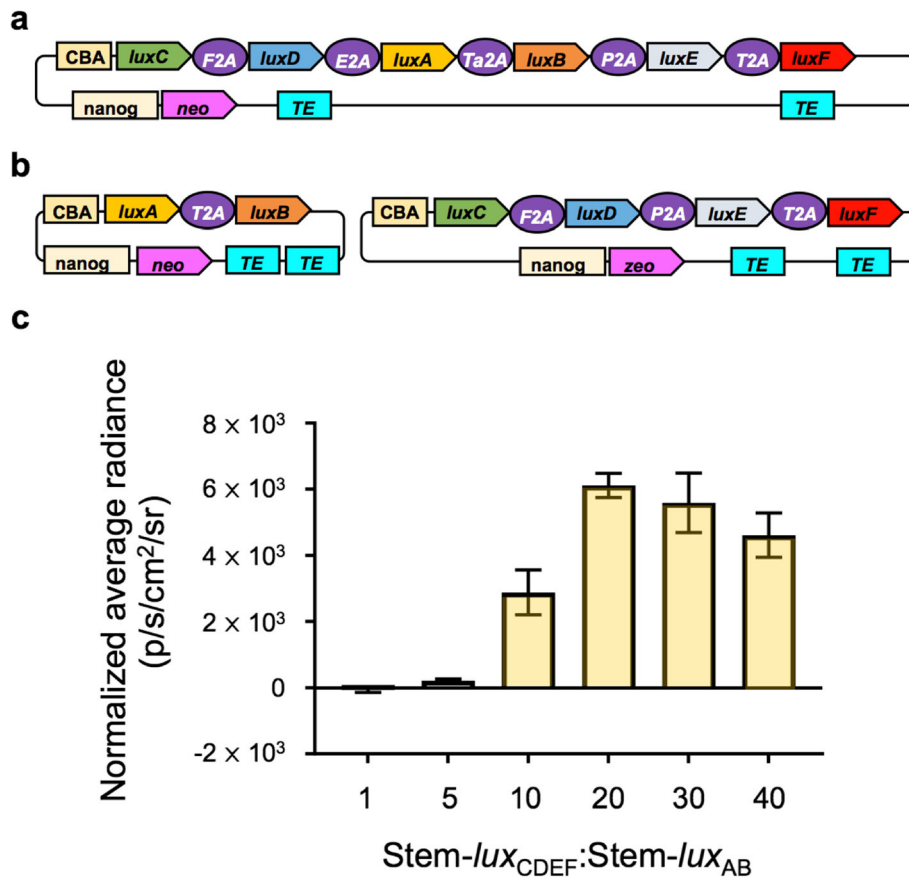 a
CBA luxC F2A luxD E2A luxA Ta2A luxB P2A luxE T2A luxF
nanog neo TE TE
b
CBA luxA T2A luxB
nanog neo TE TE
CBA luxC F2A luxD P2A luxE T2A luxF
nanog zeo TE TE
c
Normalized average radiance
(p/s/cm²/sr)
8 × 10³
6 × 10³
4 × 10³
2 × 10³
0
-2 × 10³
1 5 10 20 30 40
Stem-luxCDEF:Stem-luxAB